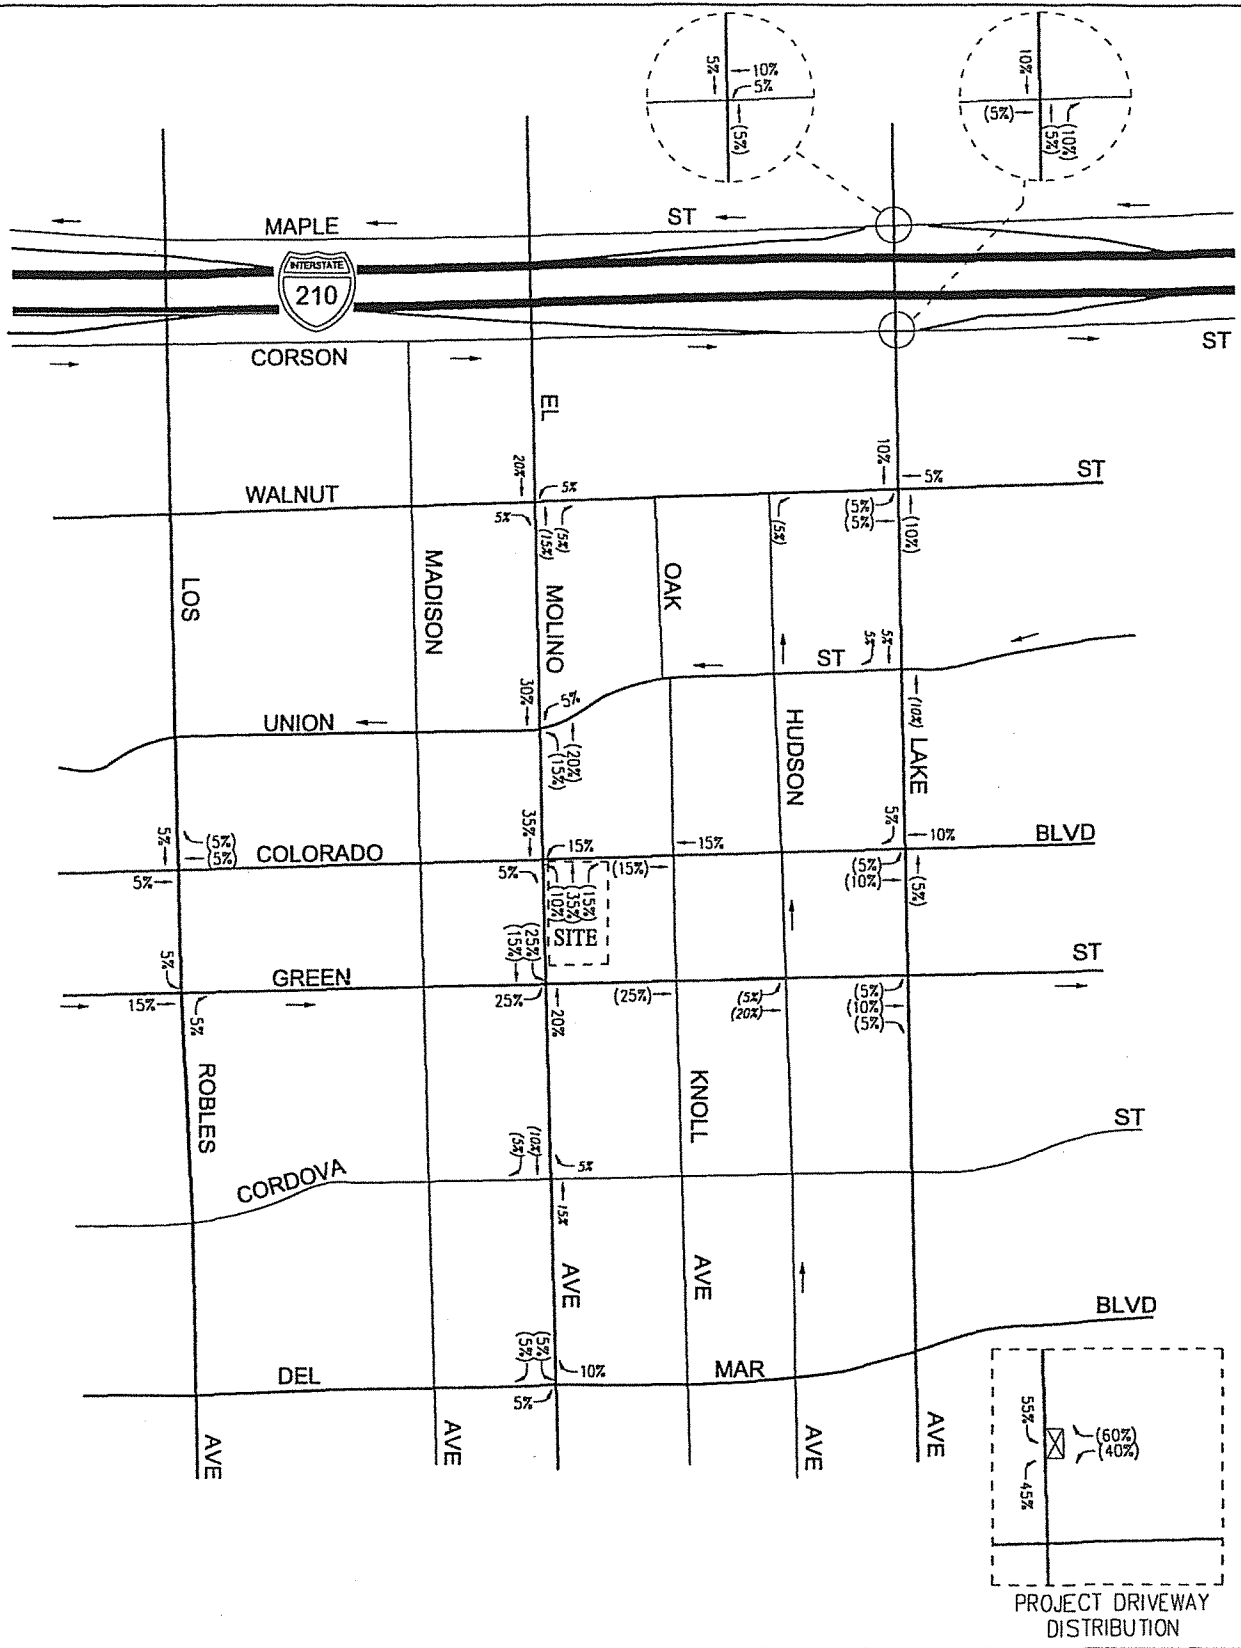 5%
10%
5%
(5%)
10%
(5%)
(5%)
(10%)
MAPLE
ST
INTERSTATE
210
CORSON
ST
EL
20%
5%
WALNUT
5%
(15%)
(5%)
(5%)
10%
5%
ST
(5%)
(5%)
(10%)
LOS
MADISON
MOLINO
OAK
5%
5%
ST
30%
5%
UNION
(15%)
(20%)
HUDSON
(10%)
LAKE
5%
(5%)
(5%)
COLORADO
5%
35%
15%
5%
(15%)
15%
5%
10%
BLVD
(5%)
(10%)
(5%)
(10%)
35%
(15%)
SITE
5%
GREEN
15%
5%
(15%)
(25%)
25%
20%
(25%)
(5%)
(20%)
(5%)
(10%)
(5%)
ST
ROBLES
KNOLL
CORDOVA
(5%)
(10%)
5%
15%
ST
AVE
AVE
BLVD
DEL
(5%)
(5%)
10%
5%
MAR
AVE
AVE
AVE
AVE
55%
(60%)
(40%)
45%
PROJECT DRIVEWAY
DISTRIBUTION